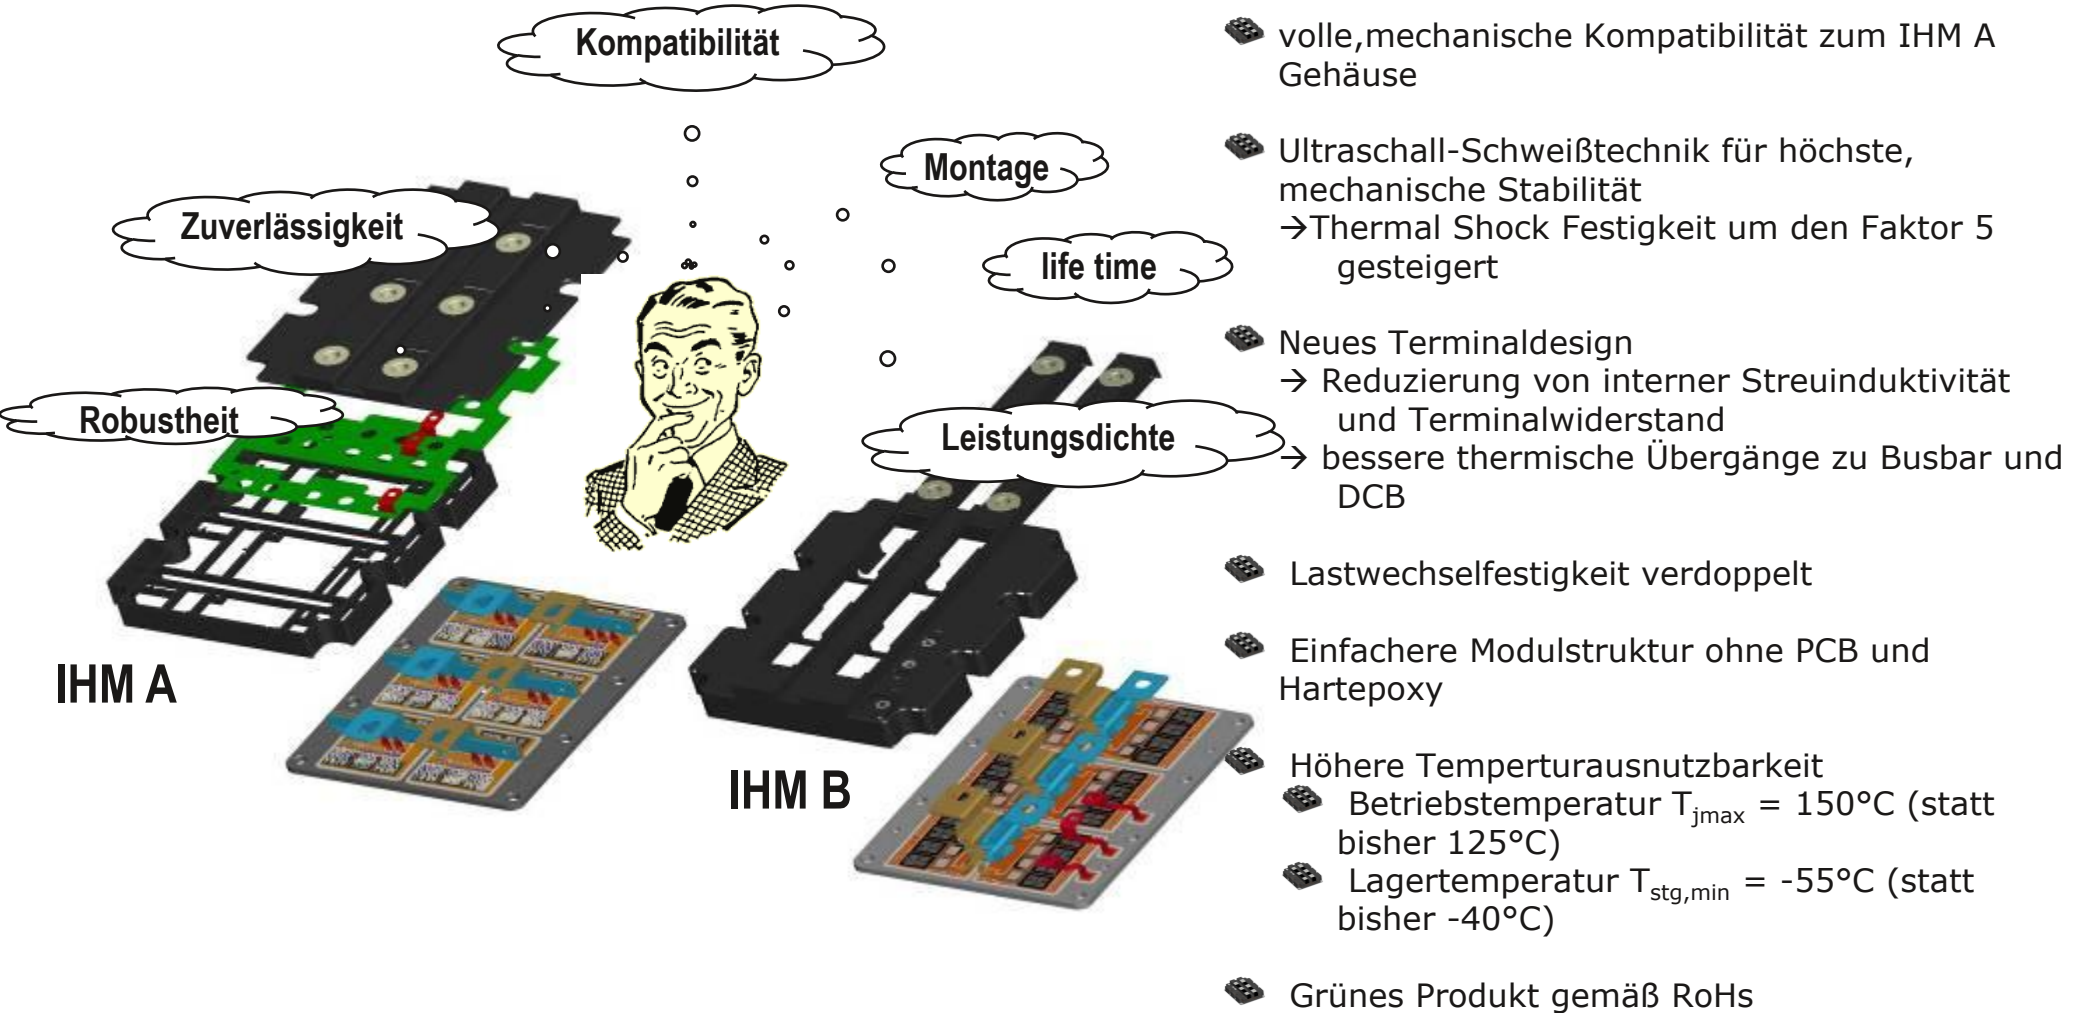 Kompatibilität
Montage
Zuverlässigkeit
life time
Robustheit
Leistungsdichte
IHM A
IHM B
volle,mechanische Kompatibilität zum IHM A
Gehäuse
Ultraschall-Schweißtechnik für höchste,
mechanische Stabilität
→Thermal Shock Festigkeit um den Faktor 5
gesteigert
Neues Terminaldesign
→ Reduzierung von interner Streuinduktivität
und Terminalwiderstand
→ bessere thermische Übergänge zu Busbar und
DCB
Lastwechselfestigkeit verdoppelt
Einfachere Modulstruktur ohne PCB und
Hartepoxy
Höhere Temperturausnutzbarkeit
Betriebstemperatur Tjmax = 150°C (statt
bisher 125°C)
Lagertemperatur Tstg,min = -55°C (statt
bisher -40°C)
Grünes Produkt gemäß RoHs